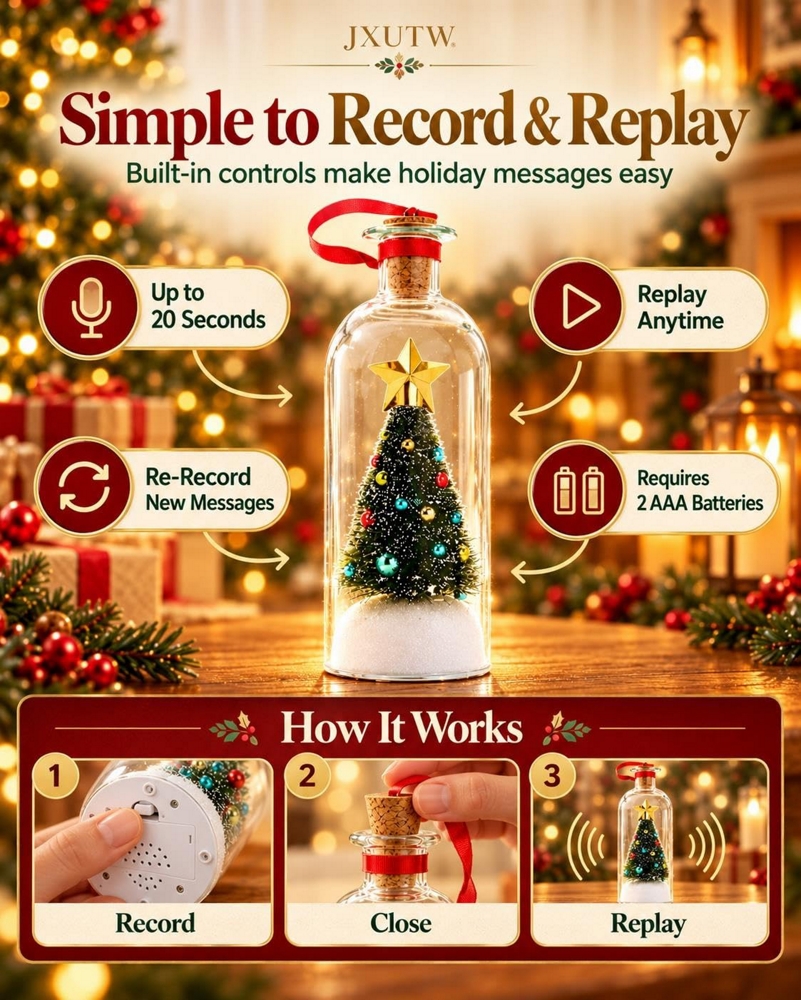 JXUTW®
Simple to Record & Replay
Built-in controls make holiday messages easy
Up to
20 Seconds
Replay
Anytime
Re-Record
New Messages
Requires
2 AAA Batteries
How It Works
1
2
3
Record
Close
Replay